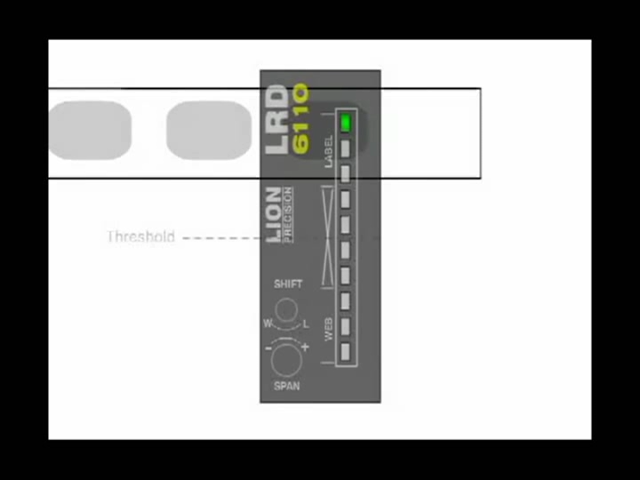 LRD
6110
LABEL
LION
PRECISION
Threshold
SHIFT
W L
WEB
- +
SPAN